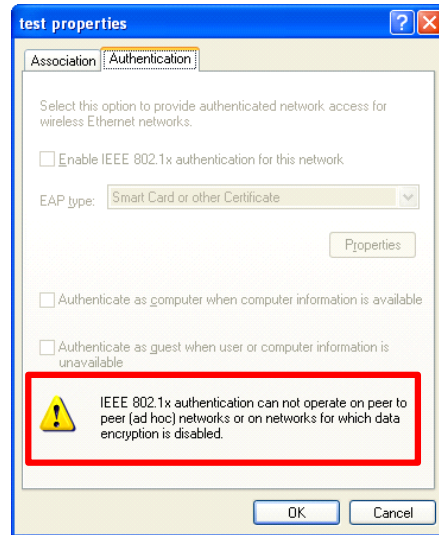 test properties
Association Authentication
Select this option to provide authenticated network access for
wireless Ethernet networks.
Enable IEEE 802.1x authentication for this network
EAP type: Smart Card or other Certificate
Properties
Authenticate as computer when computer information is available
Authenticate as guest when user or computer information is
unavailable
IEEE 802.1x authentication can not operate on peer to
peer (ad hoc) networks or on networks for which data
encryption is disabled.
OK Cancel